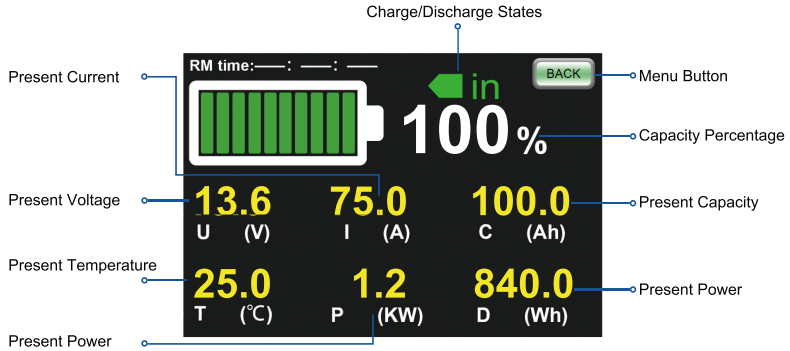 Charge/Discharge States
Present Current
RM time:——: ——: ——
BACK
Menu Button
in
100%
Capacity Percentage
Present Voltage
13.6 75.0 100.0
Present Capacity
U (V) I (A) C (Ah)
Present Temperature
25.0 1.2 840.0
Present Power
T (℃) P (KW) D (Wh)
Present Power